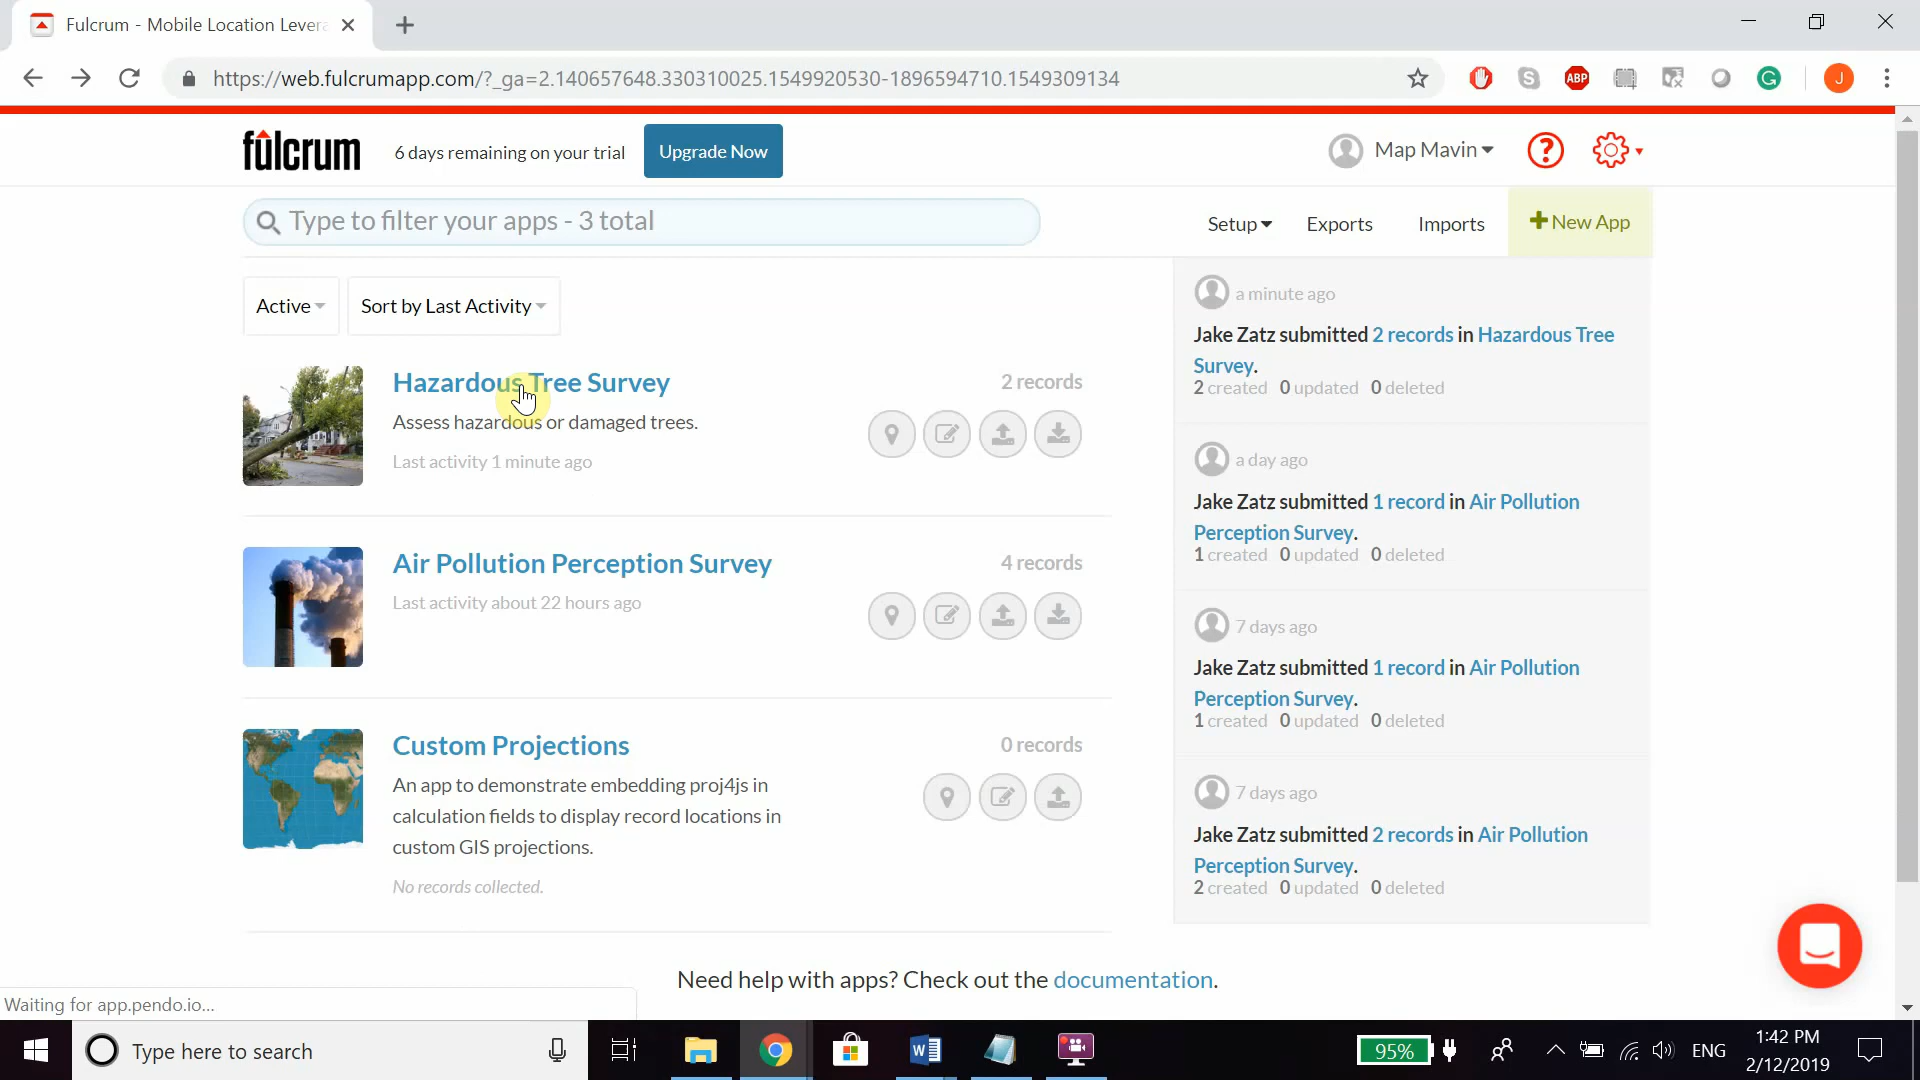 Fulcrum - Mobile Location Levera
https://web.fulcrumapp.com/?_ga=2.140657648.330310025.1549920530-1896594710.1549309134
ABP
J
fulcrum
6 days remaining on your trial
Upgrade Now
Map Mavin
Type to filter your apps - 3 total
Setup
Exports
Imports
New App
Active
Sort by Last Activity
Hazardous Tree Survey
2 records
Assess hazardous or damaged trees.
Last activity 1 minute ago
Air Pollution Perception Survey
4 records
Last activity about 22 hours ago
Custom Projections
0 records
An app to demonstrate embedding proj4js in
calculation fields to display record locations in
custom GIS projections.
No records collected.
a minute ago
Jake Zatz submitted 2 records in Hazardous Tree
Survey.
2 created 0 updated 0 deleted
a day ago
Jake Zatz submitted 1 record in Air Pollution
Perception Survey.
1 created 0 updated 0 deleted
7 days ago
Jake Zatz submitted 1 record in Air Pollution
Perception Survey.
1 created 0 updated 0 deleted
7 days ago
Jake Zatz submitted 2 records in Air Pollution
Perception Survey.
2 created 0 updated 0 deleted
Need help with apps? Check out the documentation.
Waiting for app.pendo.io...
Type here to search
95%
ENG
1:42 PM
2/12/2019